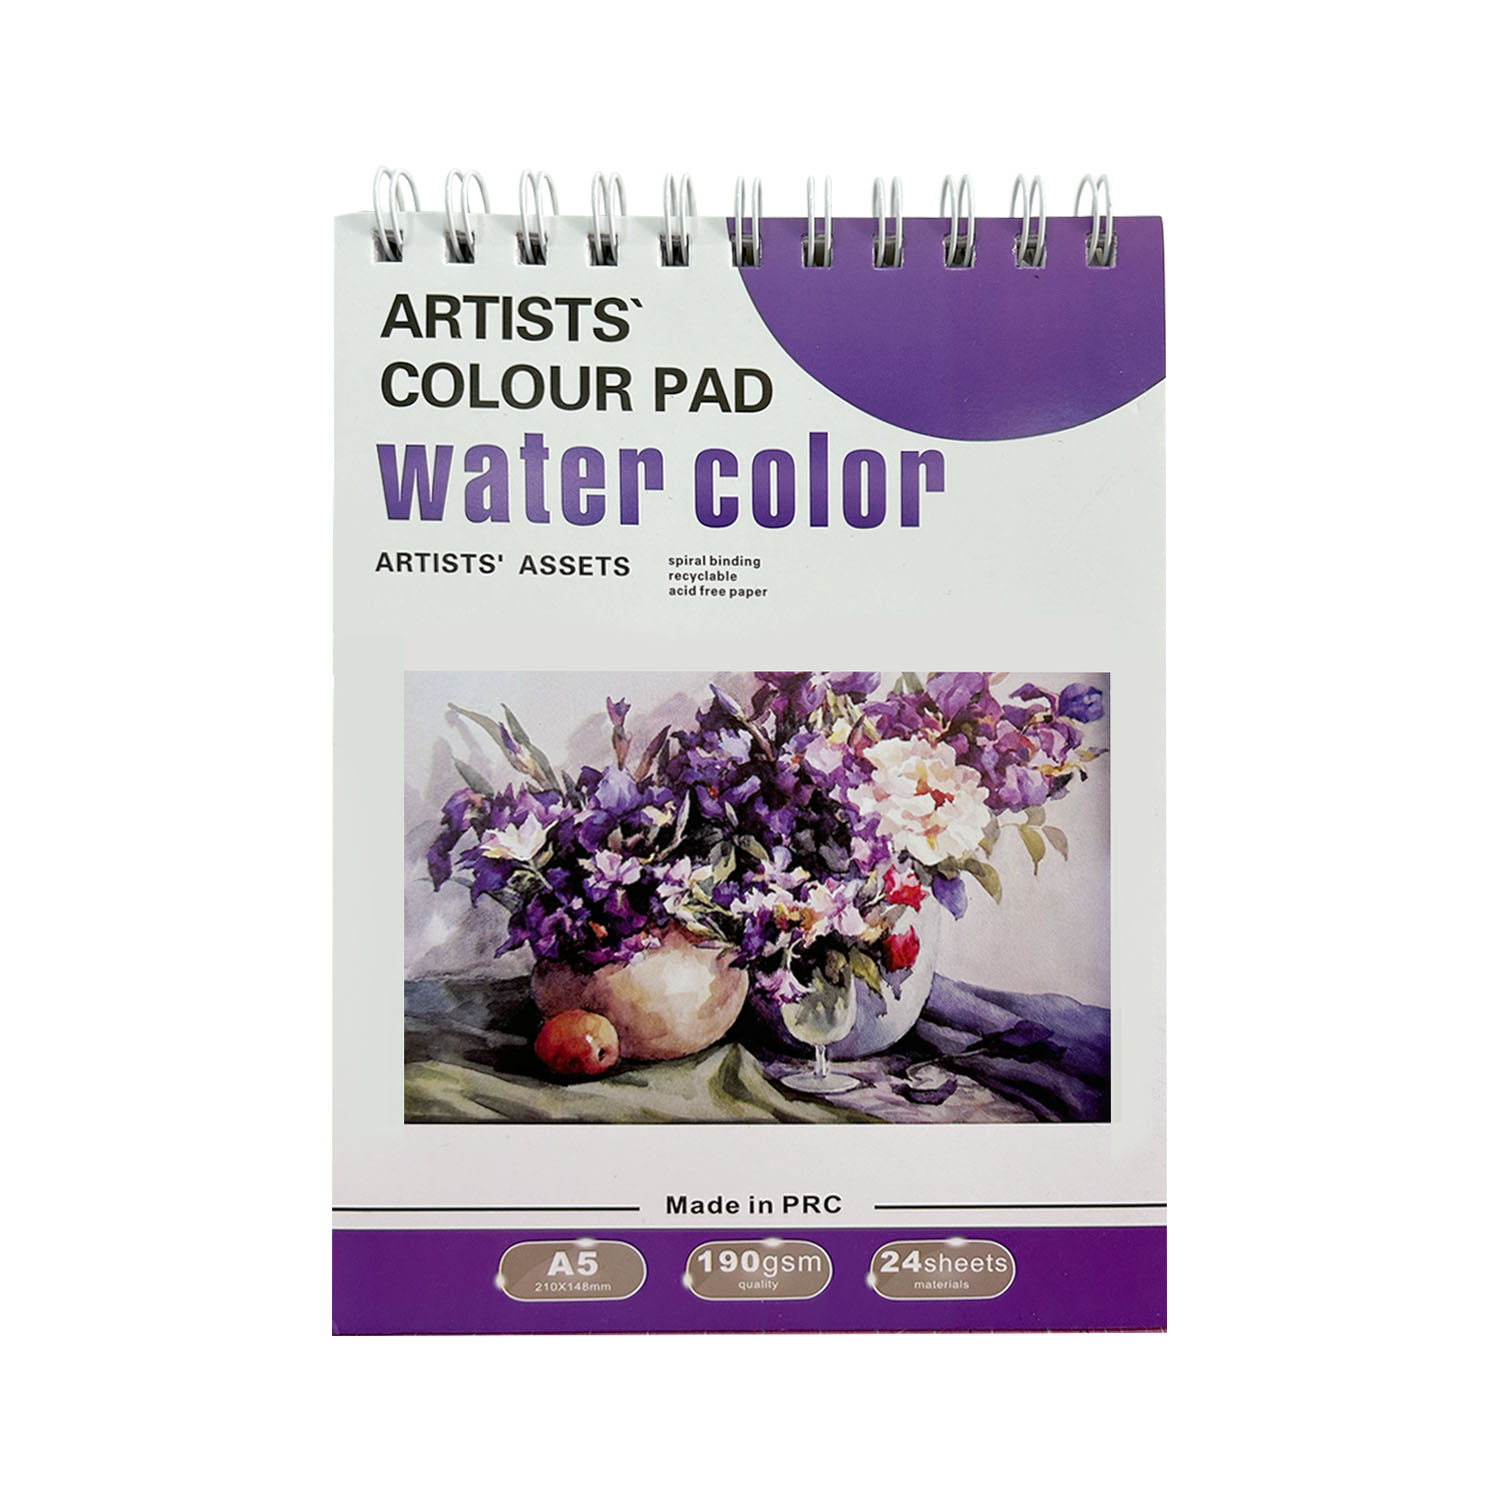 ARTISTS`
COLOUR PAD
water color
ARTISTS' ASSETS
spiral binding
recyclable
acid free paper
Made in PRC
A5
210X148mm
190gsm
quality
24sheets
materials